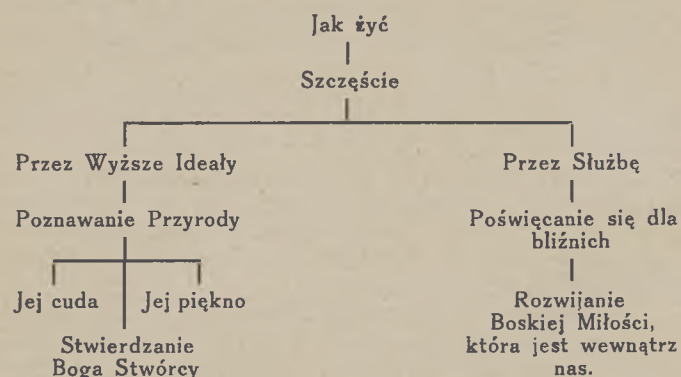 Jak żyć
Szczęście
Przez Wyższe Ideały
Przez Służbę
Poznawanie Przyrody
Poświęcanie się dla
bliźnich
Jej cuda
Jej piękno
Rozwijanie
Boskiej Miłości,
która jest wewnątrz
nas.
Stwierdzanie
Boga Stwórcy